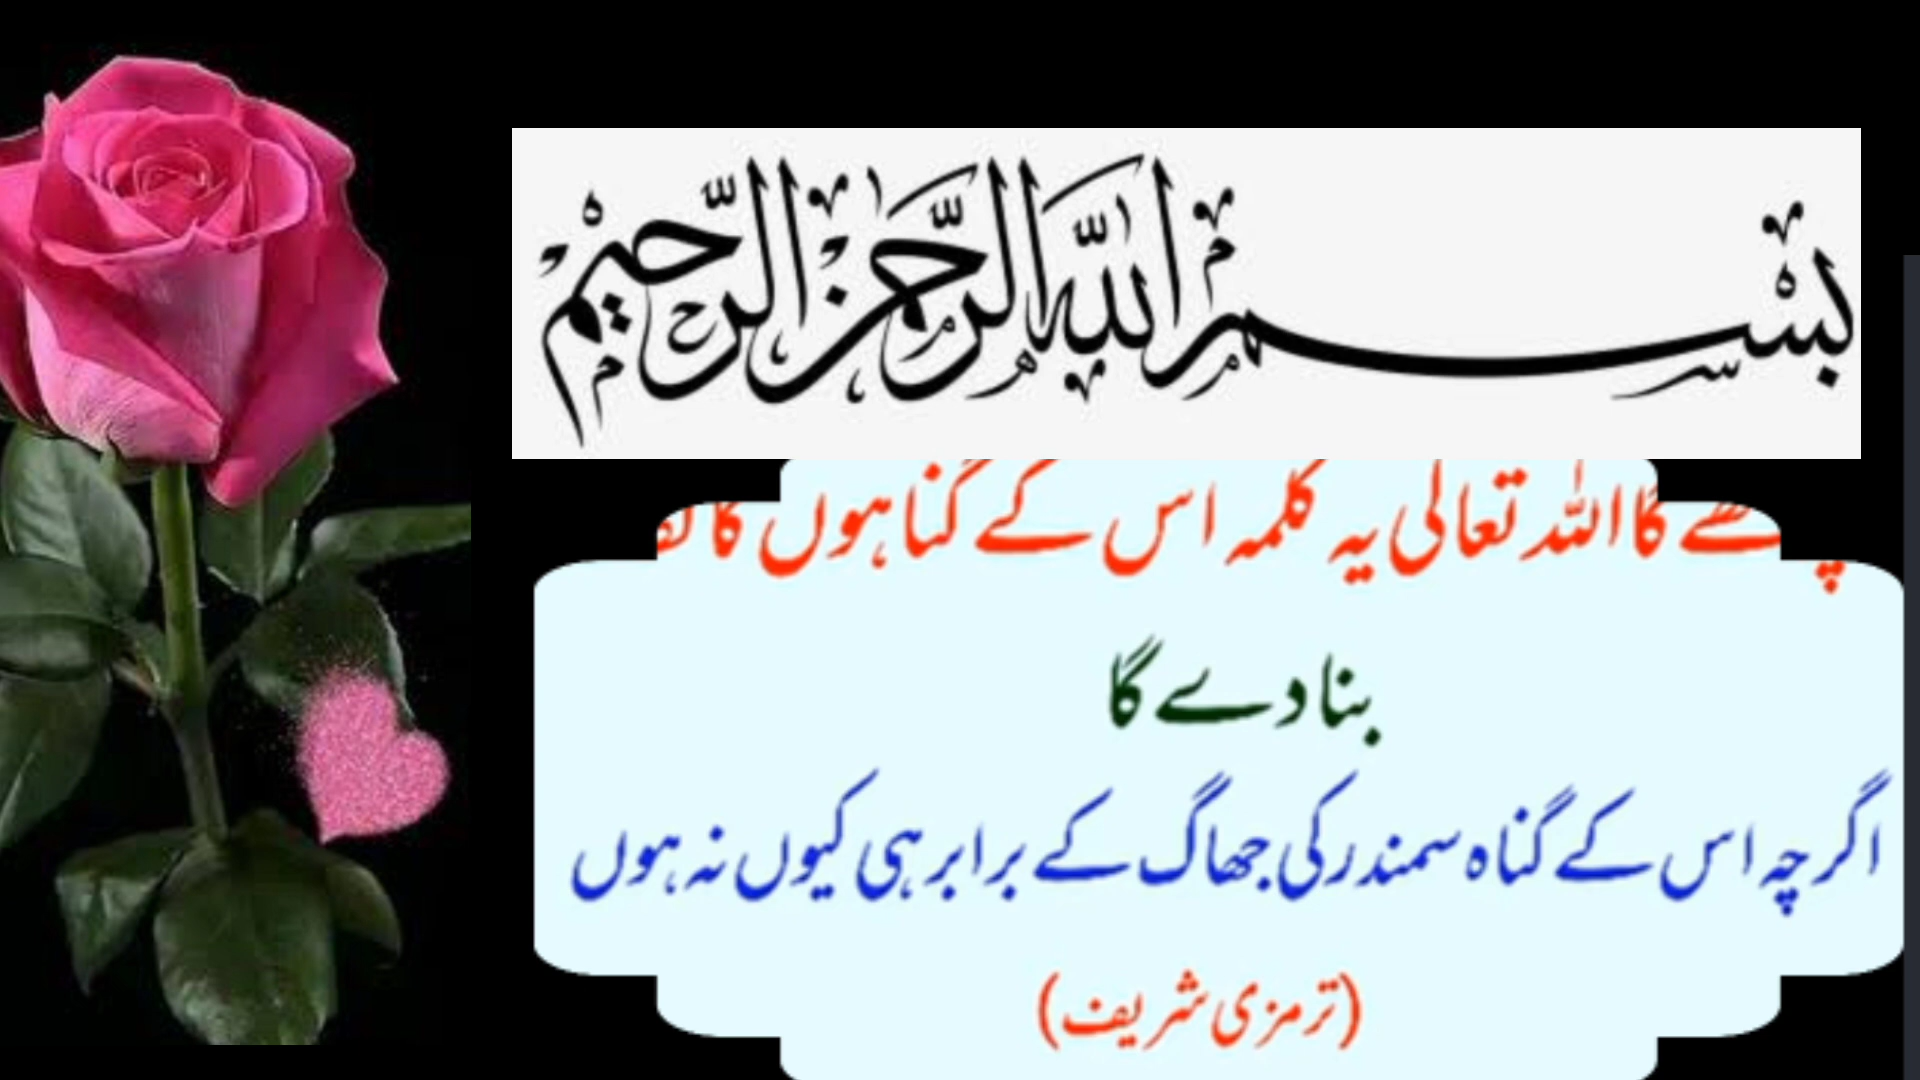 بسم الله الرحمن الرحيم
گا اللہ تعالی یہ کلمہ اس کے گناہوں کا
بنا دے گا
اگرچہ اس کے گناہ سمندر کی جھاگ کے برابر ہی کیوں نہ ہوں
(ترمزی شریف)